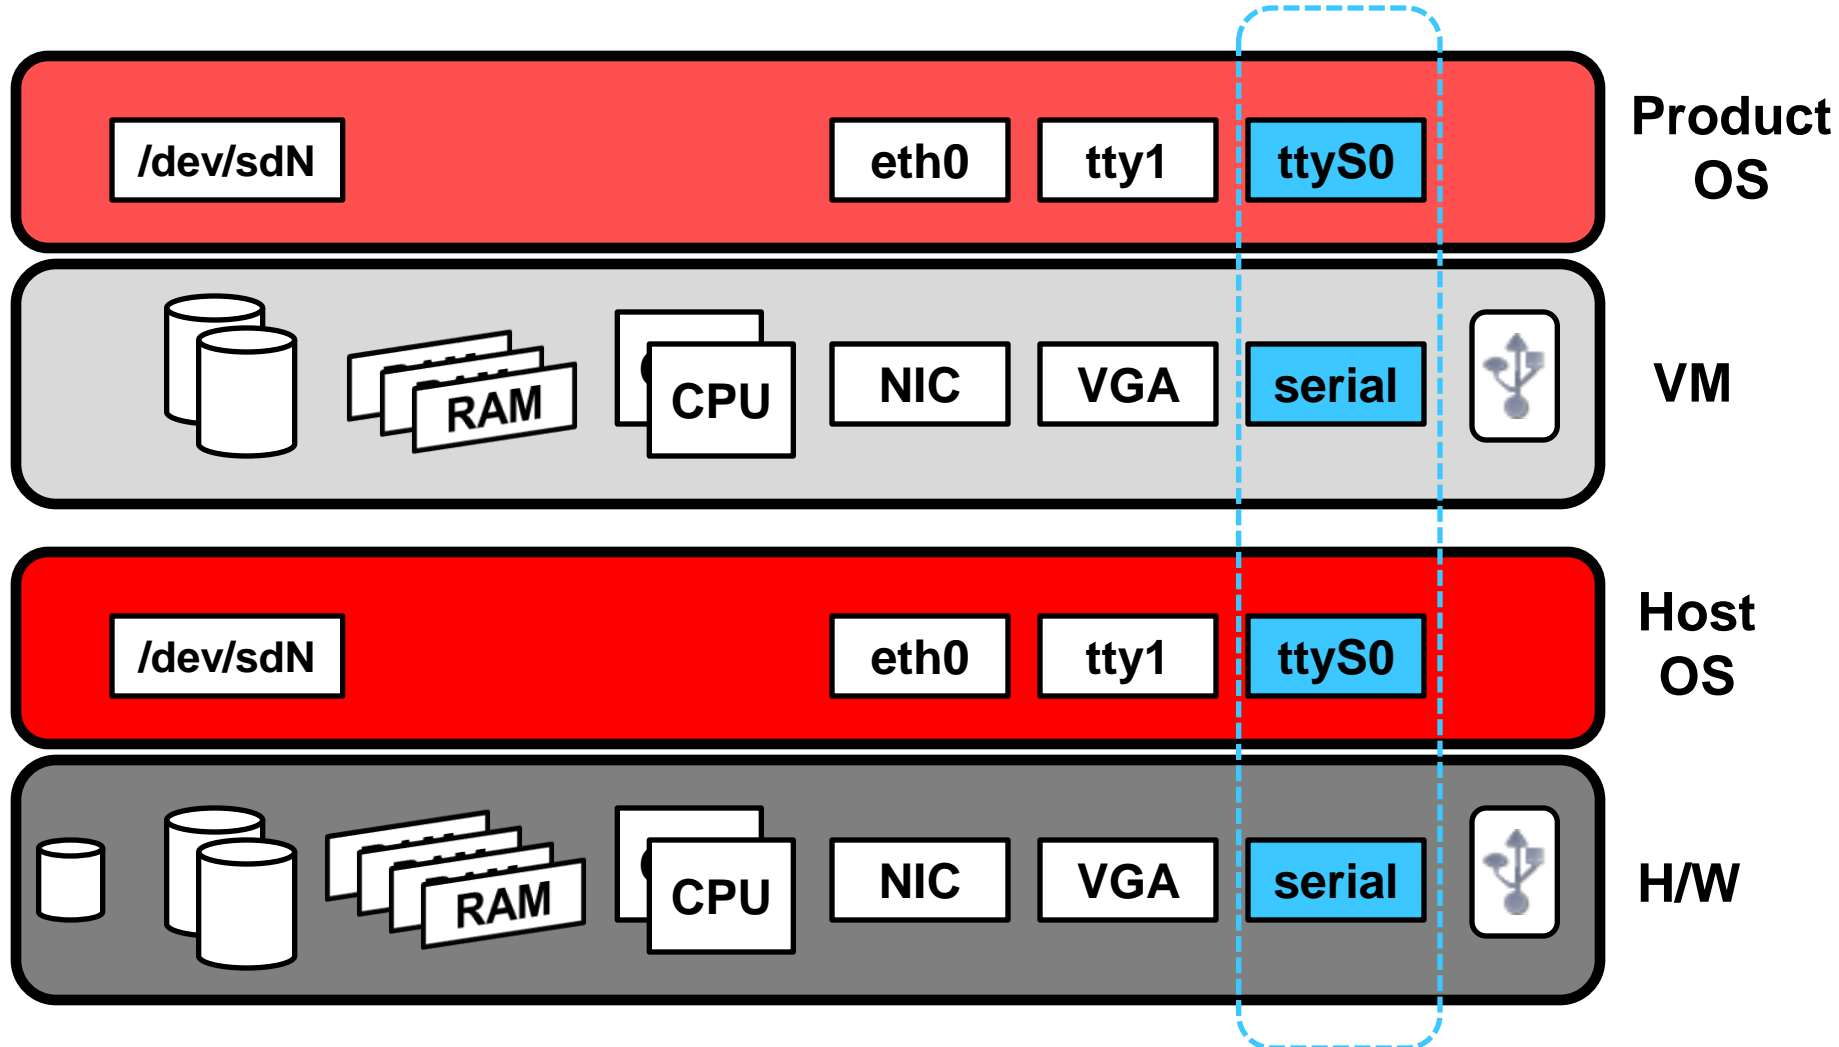 Product
OS
/dev/sdN
eth0
tty1
ttyS0
VM
RAM
CPU
NIC
VGA
serial
Host
OS
/dev/sdN
eth0
tty1
ttyS0
H/W
RAM
CPU
NIC
VGA
serial